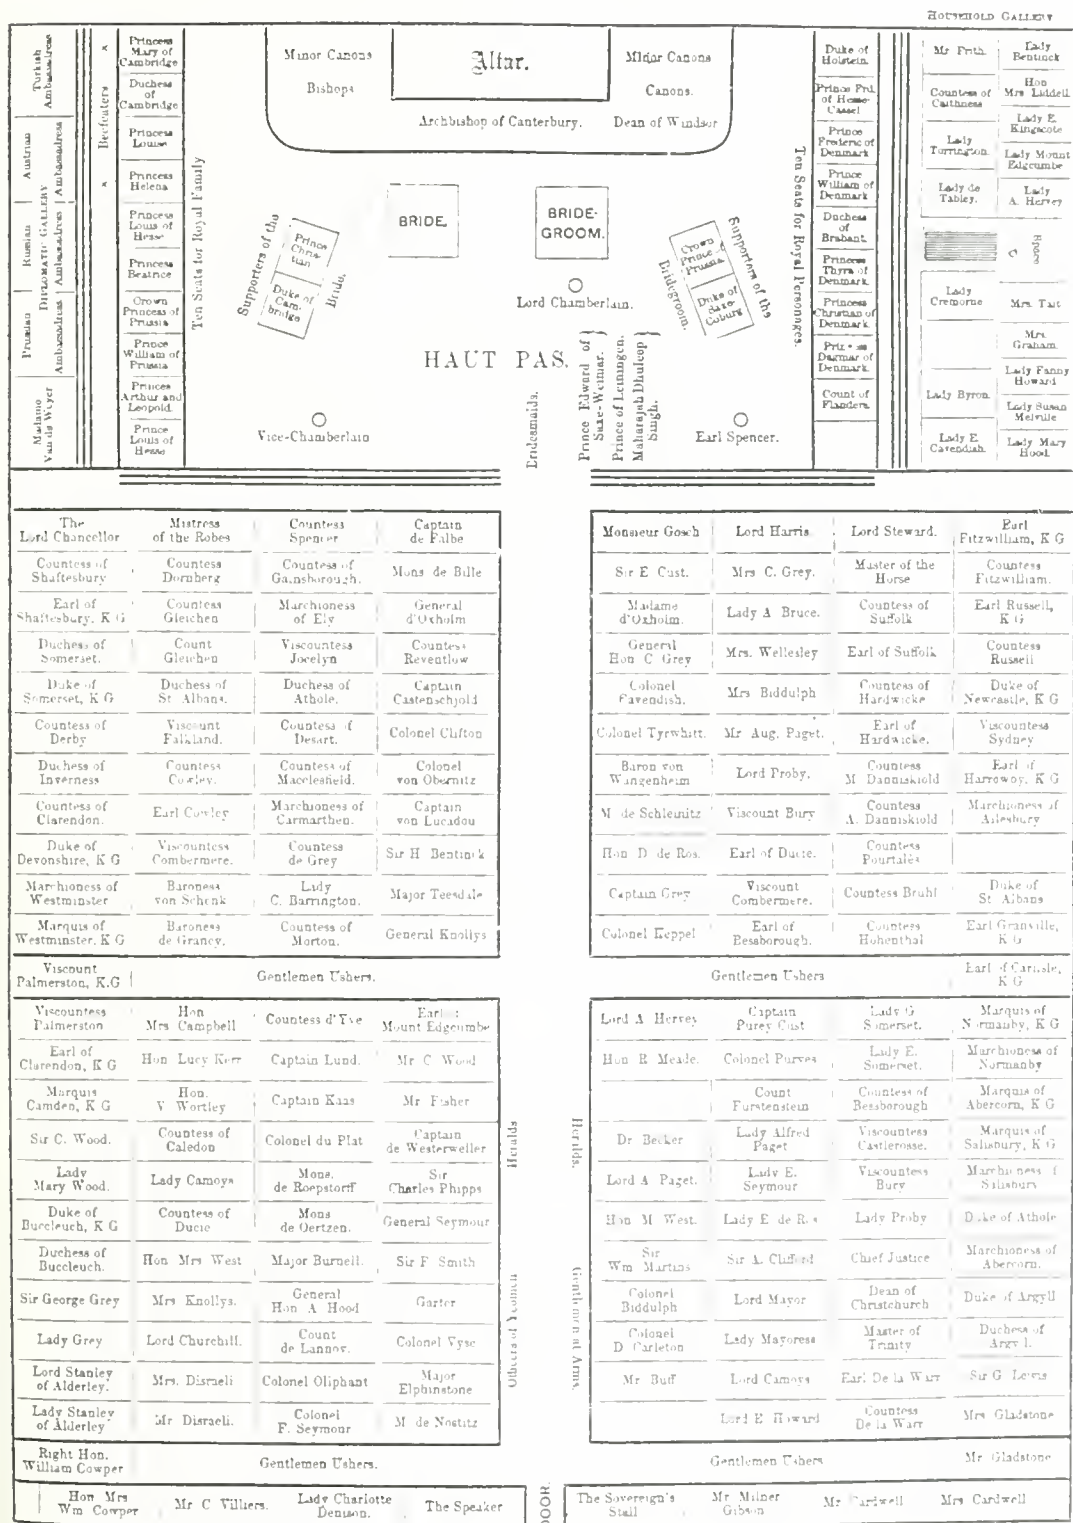 HOUSEHOLD GALLERY
Turkish
Ambassadress
Austrian
Ambassadress
Russian
Ambassadress
Prussian
Ambassadress
DIPLOMATIC GALLERY
Madame
Van de Weyer
Beefeaters
Princess
Mary of
Cambridge
Duchess
of
Cambridge
Princess
Louise
Princess
Helena
Princess
Louis of
Hesse
Princess
Beatrice
Crown
Princess of
Prussia
Prince
William of
Prussia
Princes
Arthur and
Leopold.
Prince
Louis of
Hesse
Ten Seats for Royal Family
Minor Canons
Bishops
Altar.
Minor Canons
Canons.
Archbishop of Canterbury.
Dean of Windsor
BRIDE.
BRIDE-
GROOM.
Supporters of the
Bride.
Prince
Chris-
tian
Duke of
Cam-
bridge
Lord Chamberlain.
Crown
Prince of
Prussia
Duke of
Saxe-
Coburg
Supporters of the
Bridegroom.
HAUT PAS.
Vice-Chamberlain
Bridesmaids.
Prince Edward of
Saxe-Weimar.
Prince of Leiningen.
Maharajah Dhuleep
Singh.
Earl Spencer.
Ten Seats for Royal Personages.
Duke of
Holstein.
Prince Frd.
of Hesse-
Cassel
Prince
Frederic of
Denmark
Prince
William of
Denmark
Duchess
of
Brabant.
Princess
Thyra of
Denmark.
Princess
Christian of
Denmark.
Princess
Dagmar of
Denmark.
Count of
Flanders.
Mr Frith.
Countess of
Caithness
Lady
Torrington.
Lady de
Tabley.
Lady
Cremorne
Lady Byron.
Lady E.
Cavendish.
Lady
Bentinck
Hon
Mrs Liddell
Lady E
Kingscote
Lady Mount
Edgcumbe
Lady
A. Hervey
Space
Mrs. Tait
Mrs.
Graham.
Lady Fanny
Howard
Lady Susan
Melville
Lady Mary
Hood.
The
Lord Chancellor
Mistress
of the Robes
Countess
Spencer
Captain
de Falbe
Countess of
Shaftesbury
Countess
Dornberg
Countess of
Gainsborough.
Mons de Bille
Earl of
Shaftesbury, K G
Countess
Gleichen
Marchioness
of Ely
General
d'Oxholm
Duchess of
Somerset.
Count
Gleichen
Viscountess
Jocelyn
Countess
Reventlow
Duke of
Somerset, K G
Duchess of
St Albans.
Duchess of
Athole.
Captain
Castenschjold
Countess of
Derby
Viscount
Falkland.
Countess of
Desart.
Colonel Clifton
Duchess of
Inverness
Countess
Cowley.
Countess of
Macclesfield.
Colonel
von Obernitz
Countess of
Clarendon.
Earl Cowley
Marchioness of
Carmarthen.
Captain
von Lucadou
Duke of
Devonshire, K G
Viscountess
Combermere.
Countess
de Grey
Sir H Bentinck
Marchioness of
Westminster
Baroness
von Schenk
Lady
C. Barrington.
Major Teesdale
Marquis of
Westminster, K G
Baroness
de Grancy.
Countess of
Morton.
General Knollys
Viscount
Palmerston, K.G
Gentlemen Ushers.
Monsieur Gosch
Lord Harris
Lord Steward.
Earl
Fitzwilliam, K G
Sir E Cust.
Mrs C. Grey.
Master of the
Horse
Countess
Fitzwilliam.
Madame
d'Oxholm.
Lady A Bruce.
Countess of
Suffolk
Earl Russell,
K G
General
Hon C Grey
Mrs. Wellesley
Earl of Suffolk
Countess
Russell
Colonel
Cavendish.
Mrs Biddulph
Countess of
Hardwicke
Duke of
Newcastle, K G
Colonel Tyrwhitt.
Mr Aug. Paget.
Earl of
Hardwicke.
Viscountess
Sydney
Baron von
Wangenheim
Lord Proby.
Countess
M. Danniskiold
Earl of
Harrowby, K G
M de Schleinitz
Viscount Bury
Countess
A. Danniskiold
Marchioness of
Ailesbury
Hon D de Ros.
Earl of Ducie.
Countess
Pourtalès
Captain Grey
Viscount
Combermere.
Countess Bruhl
Duke of
St Albans
Colonel Keppel
Earl of
Bessborough.
Countess
Hohenthal
Earl Granville,
K G
Gentlemen Ushers
Earl of Carlisle,
K G
Viscountess
Palmerston
Hon
Mrs Campbell
Countess d'Yve
Earl
Mount Edgcumbe
Earl of
Clarendon, K G
Hon Lucy Kerr
Captain Lund.
Mr C Wood
Marquis
Camden, K G
Hon.
V Wortley
Captain Kaas
Mr Fisher
Sir C. Wood.
Countess of
Caledon
Colonel du Plat
Captain
de Westerweller
Lady
Mary Wood.
Lady Camoys
Mons.
de Roepstorff
Sir
Charles Phipps
Duke of
Buccleuch, K G
Countess of
Ducie
Mons
de Oertzen.
General Seymour
Duchess of
Buccleuch.
Hon Mrs West
Major Burnell.
Sir F Smith
Sir George Grey
Mrs Knollys.
General
Hon A Hood
Garter
Lady Grey
Lord Churchill.
Count
de Lannoy.
Colonel Vyse
Lord Stanley
of Alderley.
Mrs. Disraeli
Colonel Oliphant
Major
Elphinstone
Lady Stanley
of Alderley
Mr Disraeli.
Colonel
F. Seymour
M de Nostitz
Right Hon.
William Cowper
Gentlemen Ushers.
Heralds
Officers of Yeomen
Heralds.
Gentlemen at Arms.
Lord A Hervey
Captain
Purey Cust
Lady G
Somerset.
Marquis of
Normanby, K G
Hon R Meade.
Colonel Purves
Lady E.
Somerset.
Marchioness of
Normanby
Count
Furstenstein
Countess of
Bessborough
Marquis of
Abercorn, K G
Dr Becker
Lady Alfred
Paget
Viscountess
Castlerosse.
Marquis of
Salisbury, K G
Lord A Paget.
Lady E.
Seymour
Viscountess
Bury
Marchioness of
Salisbury
Hon M West.
Lady E de Ros
Lady Proby
Duke of Athole
Sir
Wm Martins
Sir A. Clifford
Chief Justice
Marchioness of
Abercorn.
Colonel
Biddulph
Lord Mayor
Dean of
Christchurch
Duke of Argyll
Colonel
D Carleton
Lady Mayoress
Master of
Trinity
Duchess of
Argyll.
Mr Buff
Lord Camoys
Earl De la Warr
Sir G Lewis
Lord E Howard
Countess
De la Warr
Mrs Gladstone
Gentlemen Ushers
Mr Gladstone
Hon Mrs
Wm Cowper
Mr C Villiers.
Lady Charlotte
Denison.
The Speaker
DOOR
The Sovereign's
Stall
Mr Milner
Gibson
Mr Cardwell
Mrs Cardwell